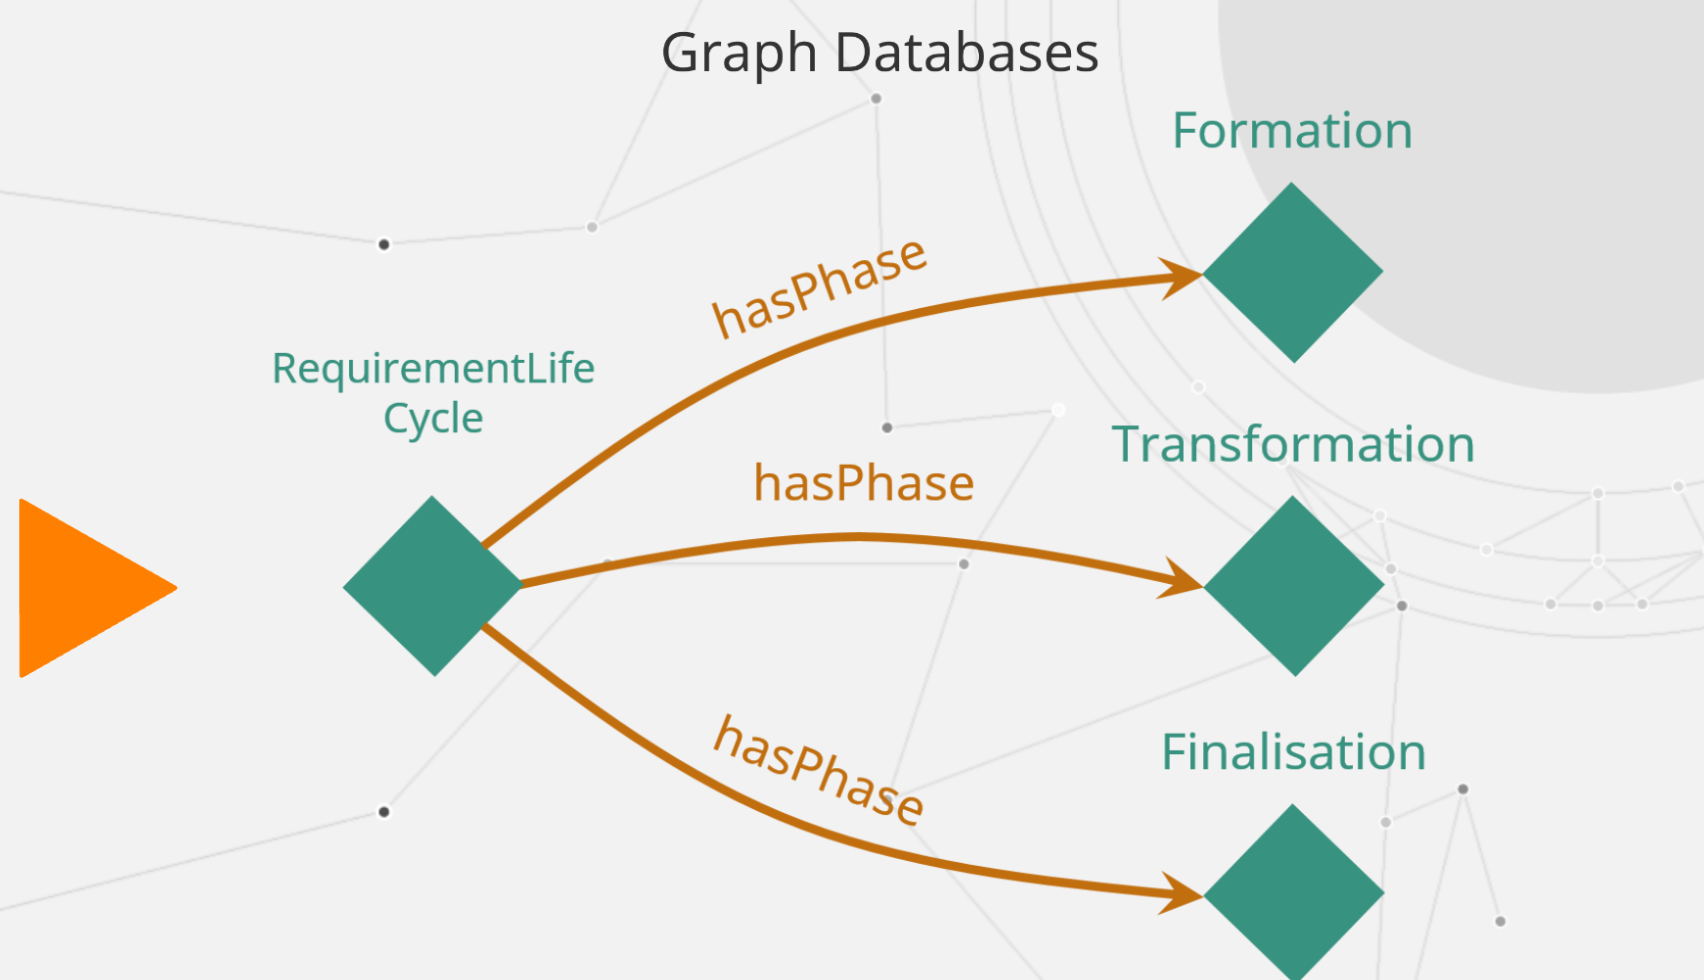 Graph Databases
Formation
hasPhase
RequirementLife
Cycle
Transformation
hasPhase
hasPhase
Finalisation